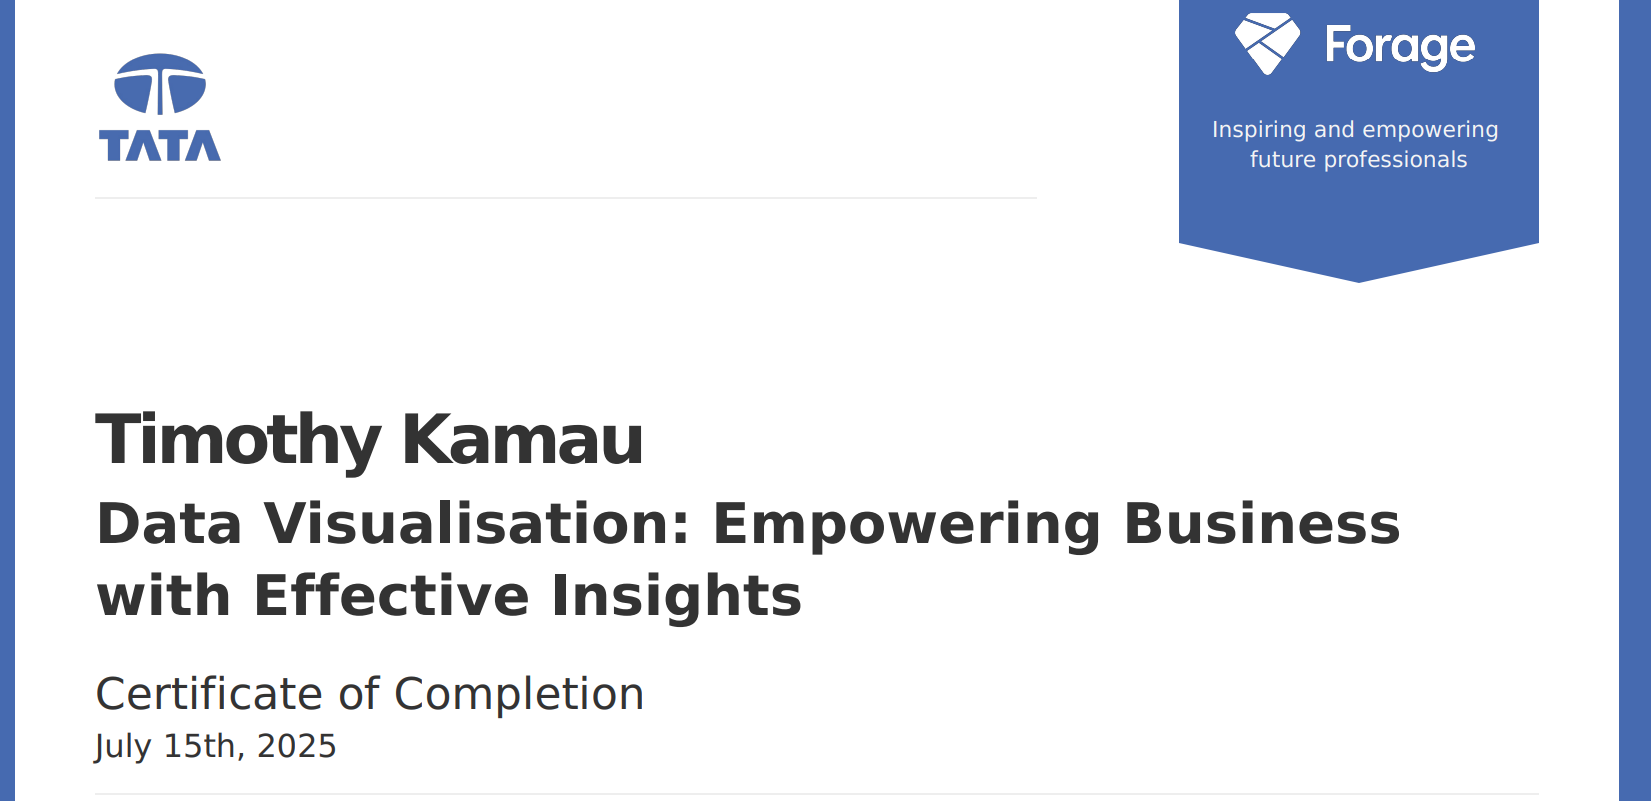 TATA
Forage
Inspiring and empowering
future professionals
Timothy Kamau
Data Visualisation: Empowering Business
with Effective Insights
Certificate of Completion
July 15th, 2025